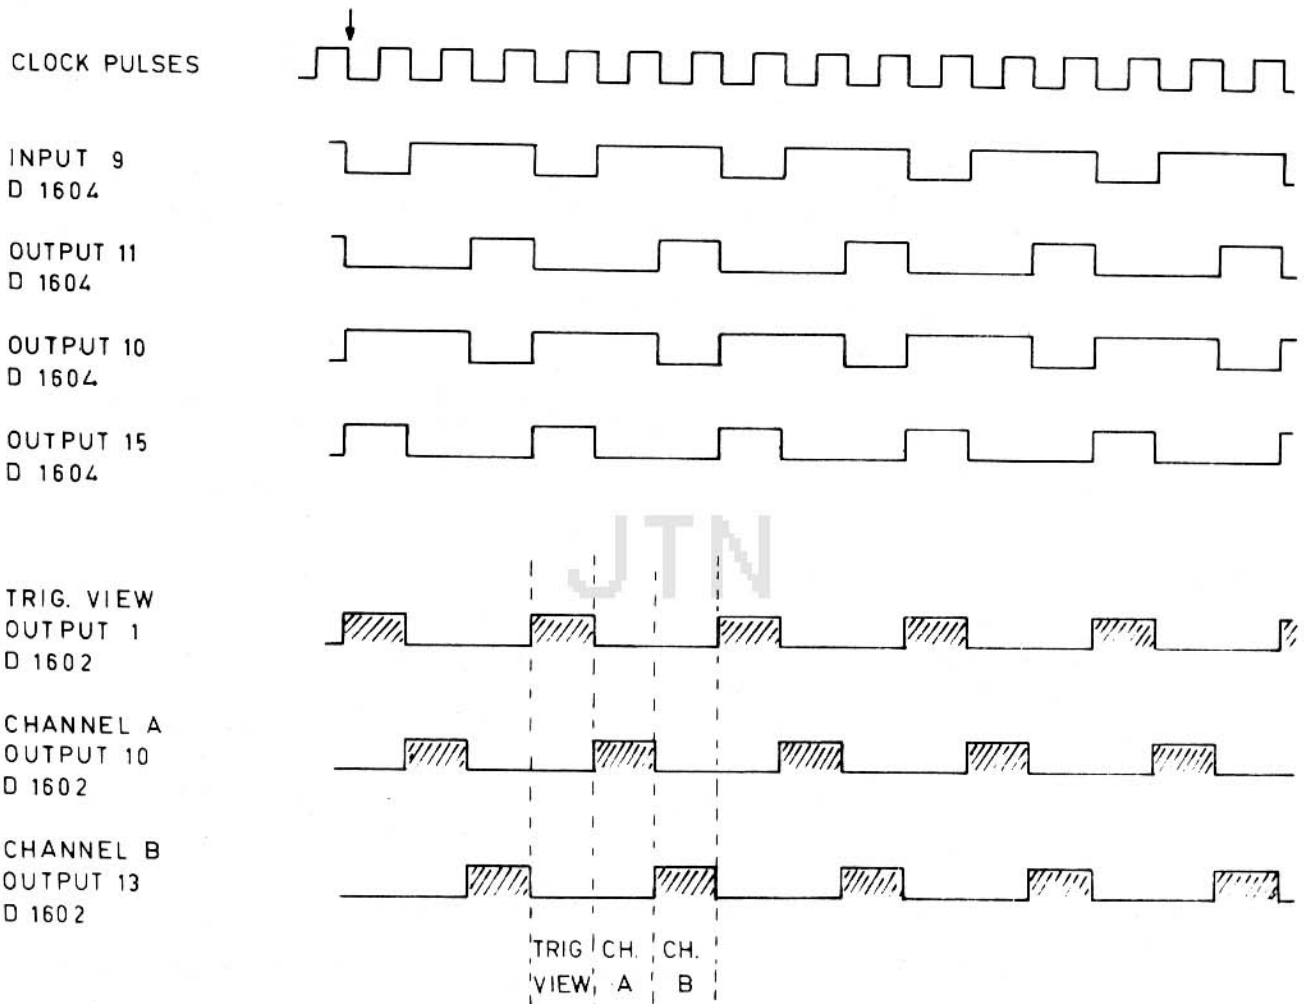 CLOCK PULSES
INPUT 9
D 1604
OUTPUT 11
D 1604
OUTPUT 10
D 1604
OUTPUT 15
D 1604
JTN
TRIG. VIEW
OUTPUT 1
D 1602
CHANNEL A
OUTPUT 10
D 1602
CHANNEL B
OUTPUT 13
D 1602
TRIG CH. CH.
VIEW A B